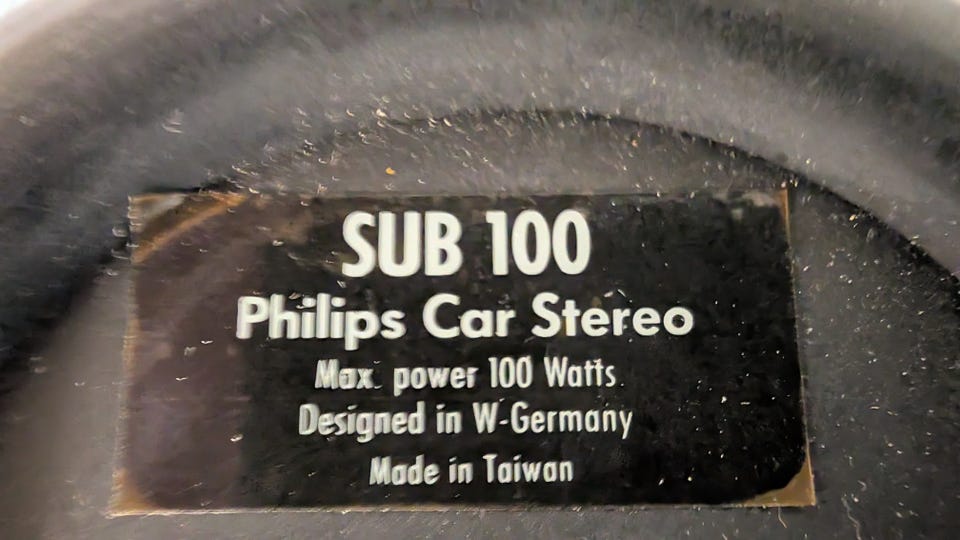 SUB 100
Philips Car Stereo
Max. power 100 Watts
Designed in W-Germany
Made in Taiwan